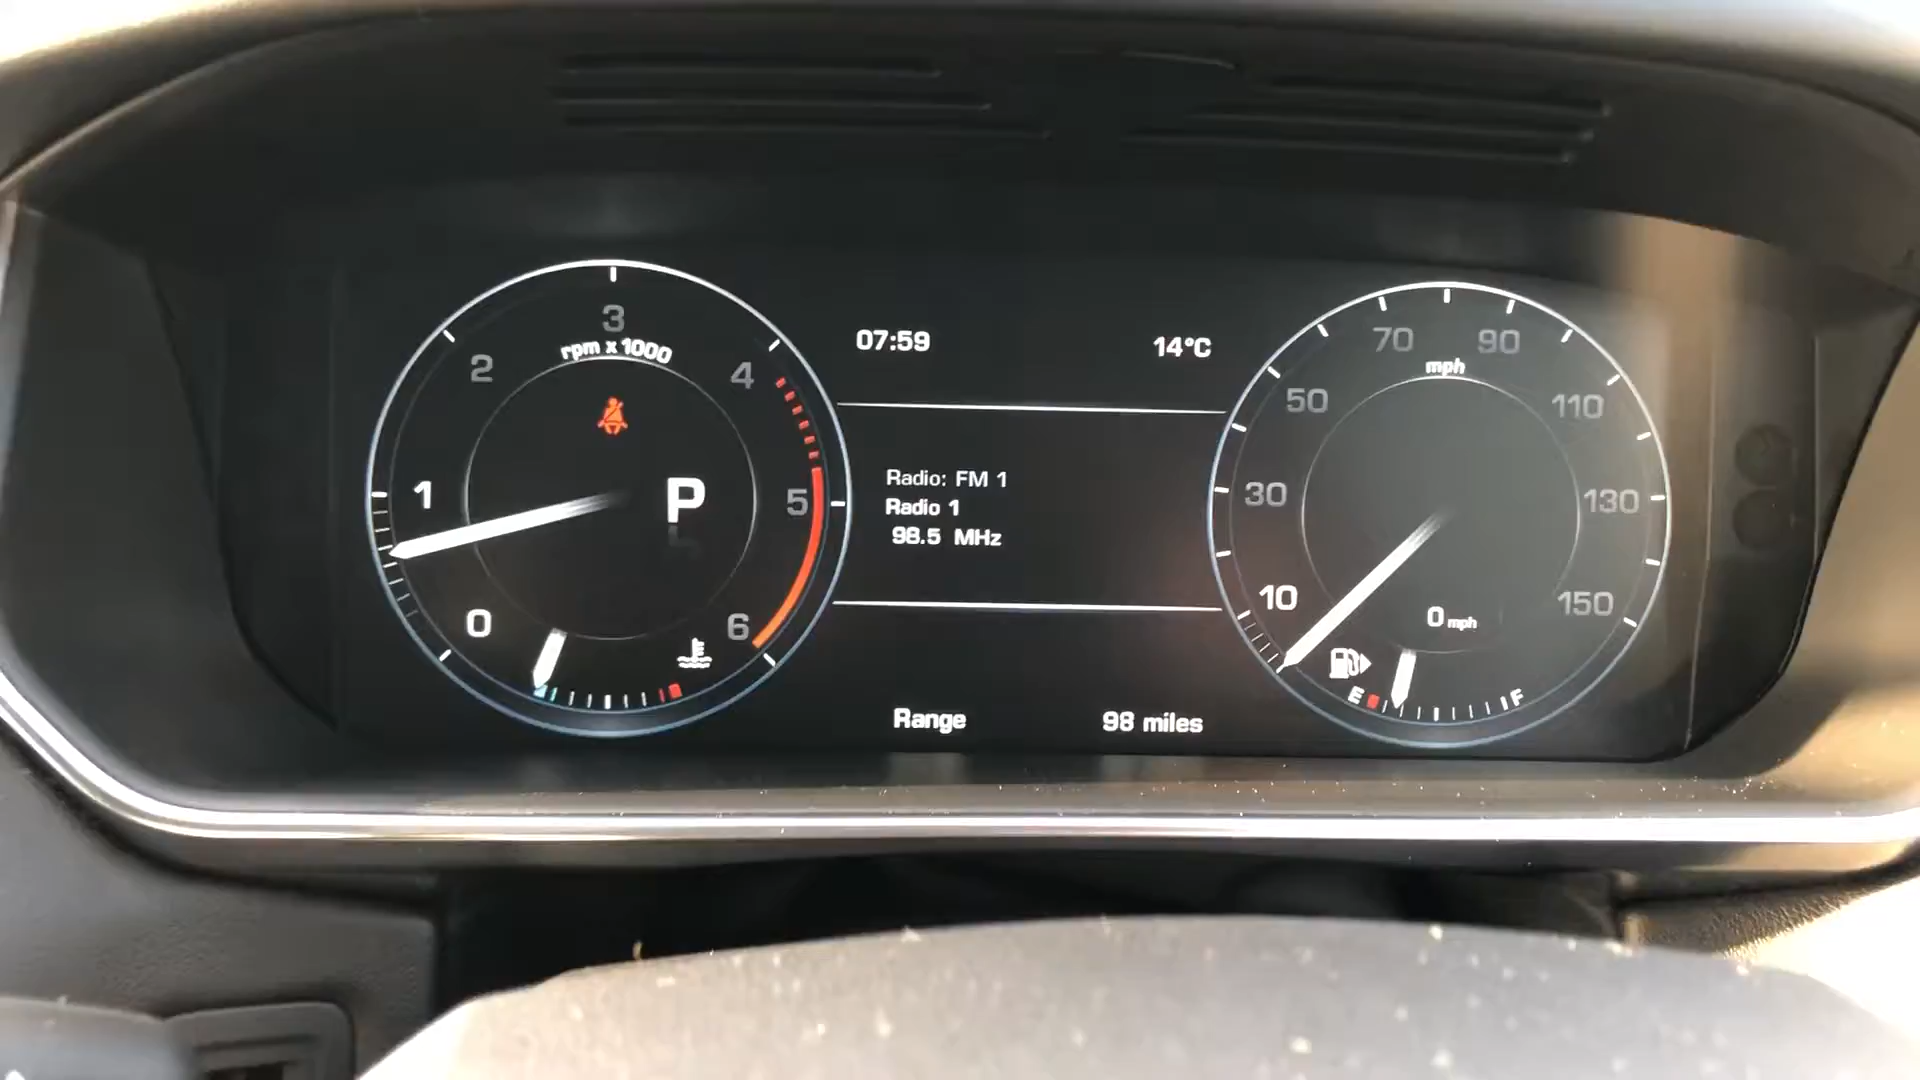 3
rpm x 1000
2
4
1
P
5
0
6
07:59
14°C
Radio: FM 1
Radio 1
98.5 MHz
Range
98 miles
70
90
mph
50
110
30
130
10
150
0 mph
E
F